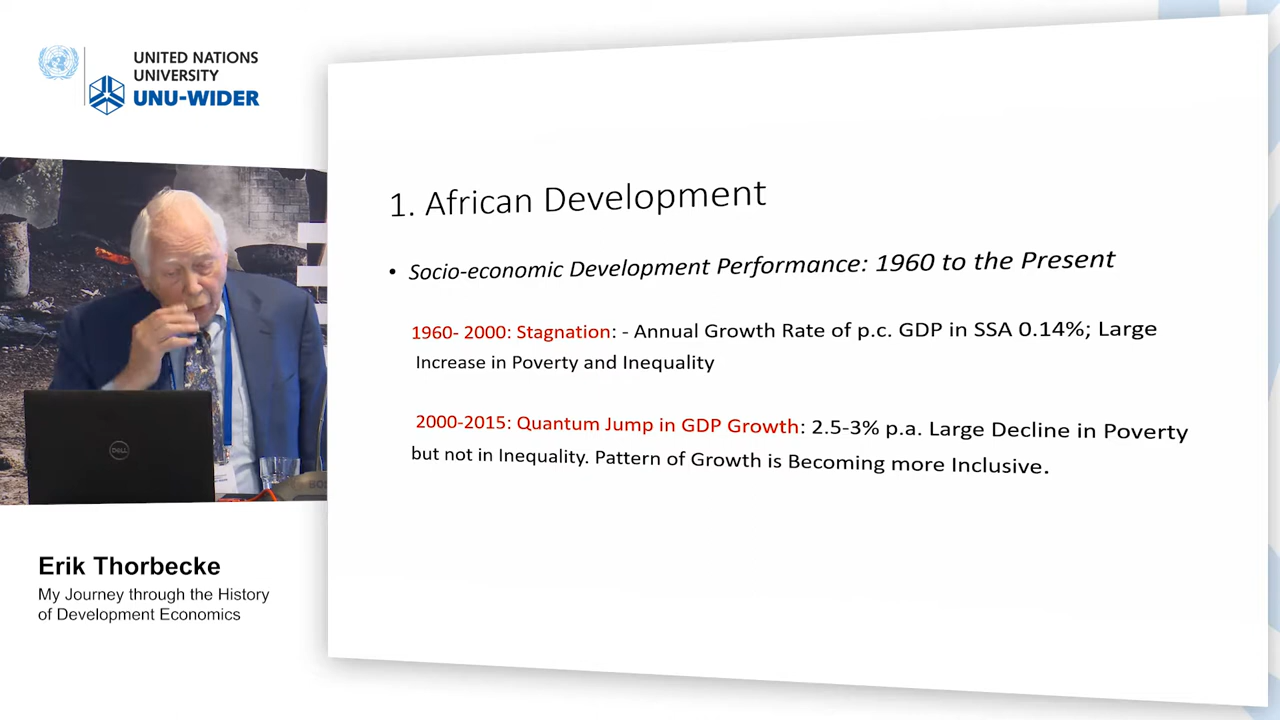 UNITED NATIONS
UNIVERSITY
UNU-WIDER
1. African Development
• Socio-economic Development Performance: 1960 to the Present
1960- 2000: Stagnation: - Annual Growth Rate of p.c. GDP in SSA 0.14%; Large
Increase in Poverty and Inequality
2000-2015: Quantum Jump in GDP Growth: 2.5-3% p.a. Large Decline in Poverty
but not in Inequality. Pattern of Growth is Becoming more Inclusive.
DELL
Erik Thorbecke
My Journey through the History
of Development Economics